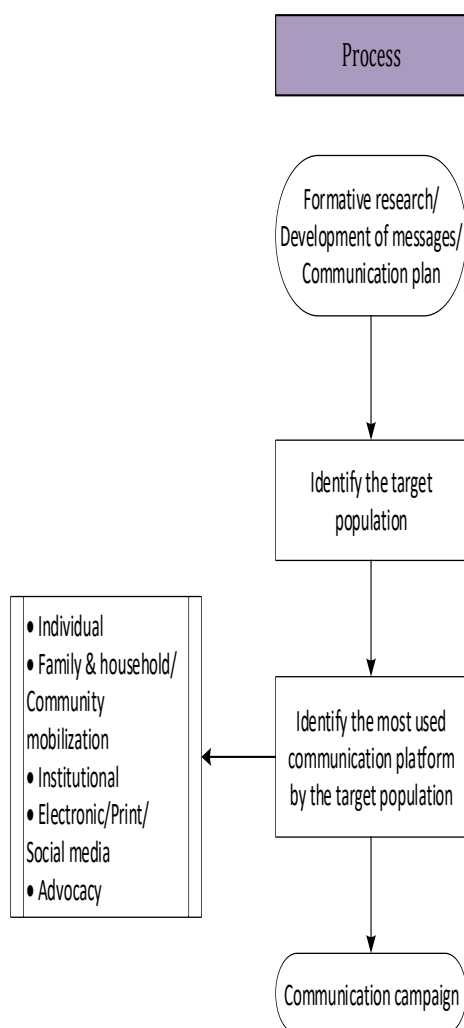 Process
Formative research/
Development of messages/
Communication plan
Identify the target
population
• Individual
• Family & household/
Community
mobilization
• Institutional
• Electronic/Print/
Social media
• Advocacy
Identify the most used
communication platform
by the target population
Communication campaign